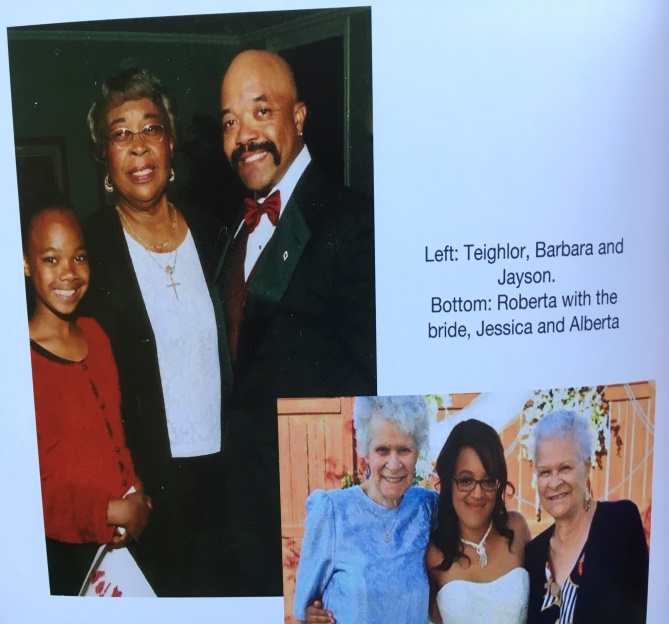 Left: Teighlor, Barbara and
Jayson.
Bottom: Roberta with the
bride, Jessica and Alberta